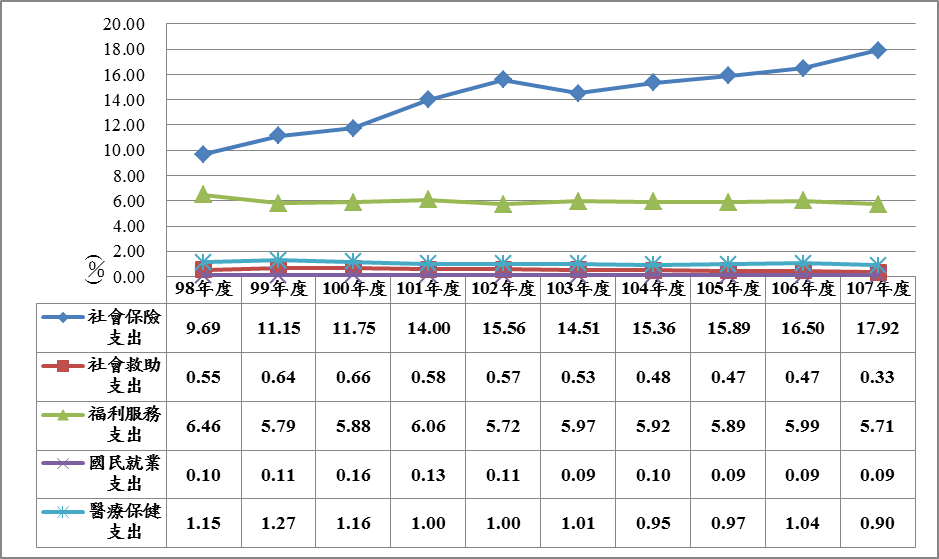 20.00
18.00
16.00
14.00
12.00
10.00
8.00
6.00
4.00
2.00
0.00
(%)
98年度 99年度 100年度 101年度 102年度 103年度 104年度 105年度 106年度 107年度
社會保險
支出
9.69 11.15 11.75 14.00 15.56 14.51 15.36 15.89 16.50 17.92
社會救助
支出
0.55 0.64 0.66 0.58 0.57 0.53 0.48 0.47 0.47 0.33
福利服務
支出
6.46 5.79 5.88 6.06 5.72 5.97 5.92 5.89 5.99 5.71
國民就業
支出
0.10 0.11 0.16 0.13 0.11 0.09 0.10 0.09 0.09 0.09
醫療保健
支出
1.15 1.27 1.16 1.00 1.00 1.01 0.95 0.97 1.04 0.90